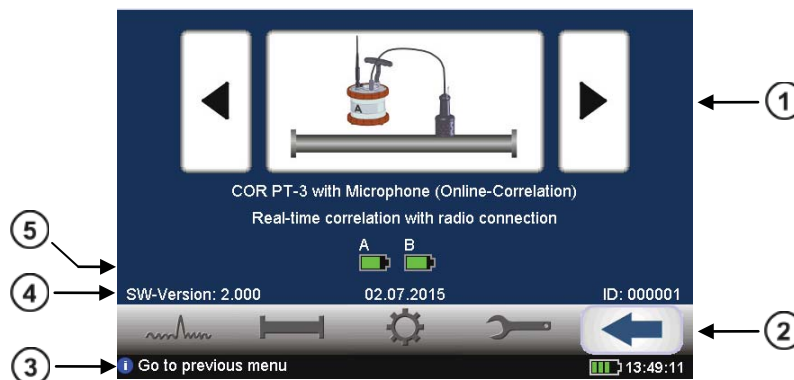 A
1
COR PT-3 with Microphone (Online-Correlation)
Real-time correlation with radio connection
5
A B
4
SW-Version: 2.000 02.07.2015 ID: 000001
2
3
i Go to previous menu 13:49:11